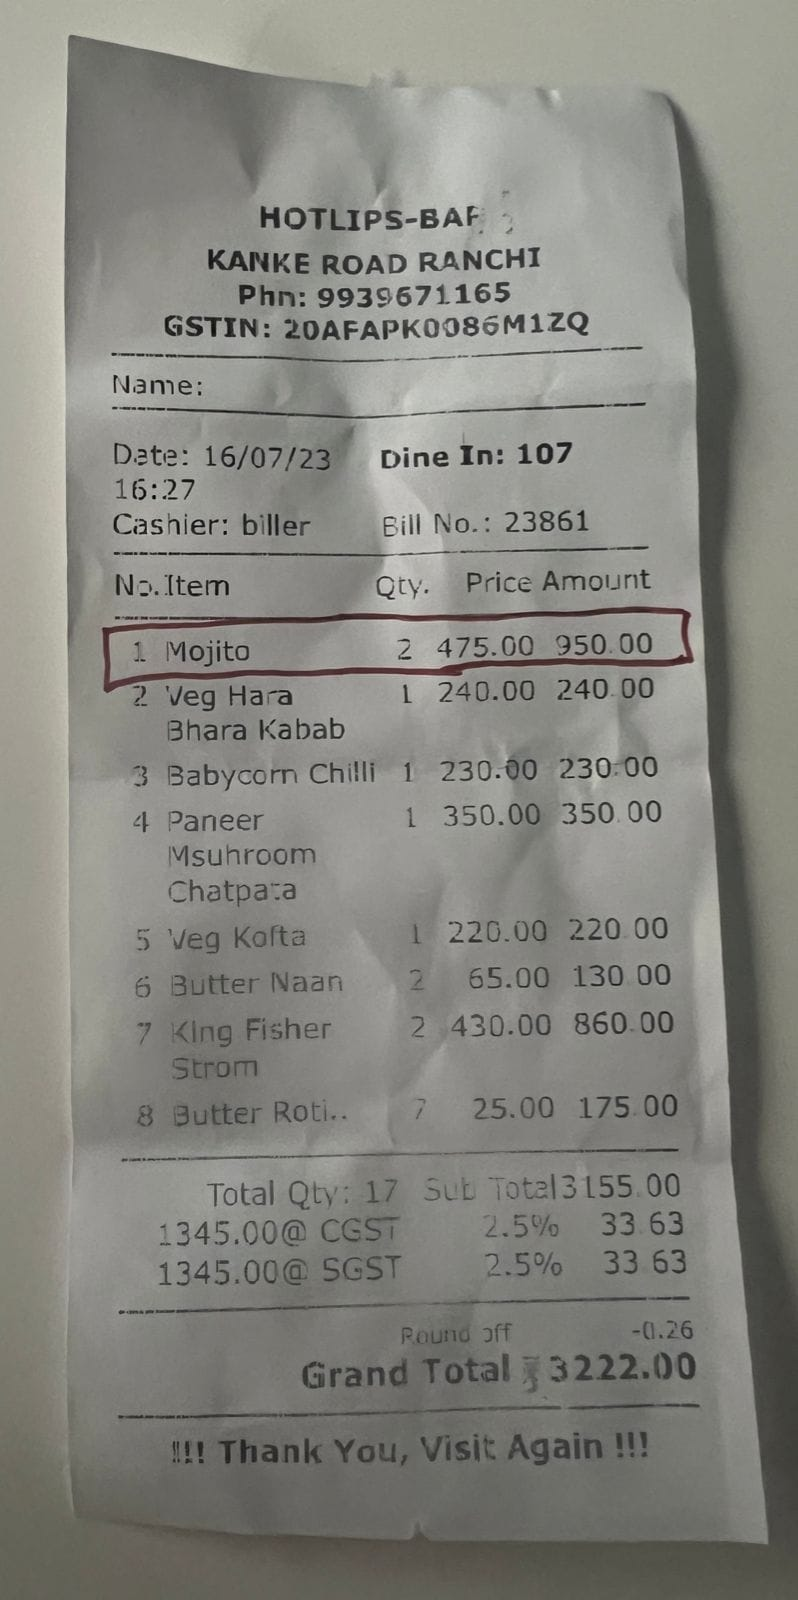 HOTLIPS-BAR
KANKE ROAD RANCHI
Phn: 9939671165
GSTIN: 20AFAPK0086M1ZQ
Name:
Date: 16/07/23 Dine In: 107
16:27
Cashier: biller Bill No.: 23861
No.Item Qty. Price Amount
1 Mojito 2 475.00 950.00
2 Veg Hara 1 240.00 240.00
Bhara Kabab
3 Babycorn Chilli 1 230.00 230.00
4 Paneer 1 350.00 350.00
Msuhroom
Chatpata
5 Veg Kofta 1 220.00 220.00
6 Butter Naan 2 65.00 130.00
7 King Fisher 2 430.00 860.00
Strom
8 Butter Roti.. 7 25.00 175.00
Total Qty: 17 Sub Total 3155.00
1345.00@ CGST 2.5% 33.63
1345.00@ SGST 2.5% 33.63
Round off -0.26
Grand Total ₹ 3222.00
!!! Thank You, Visit Again !!!